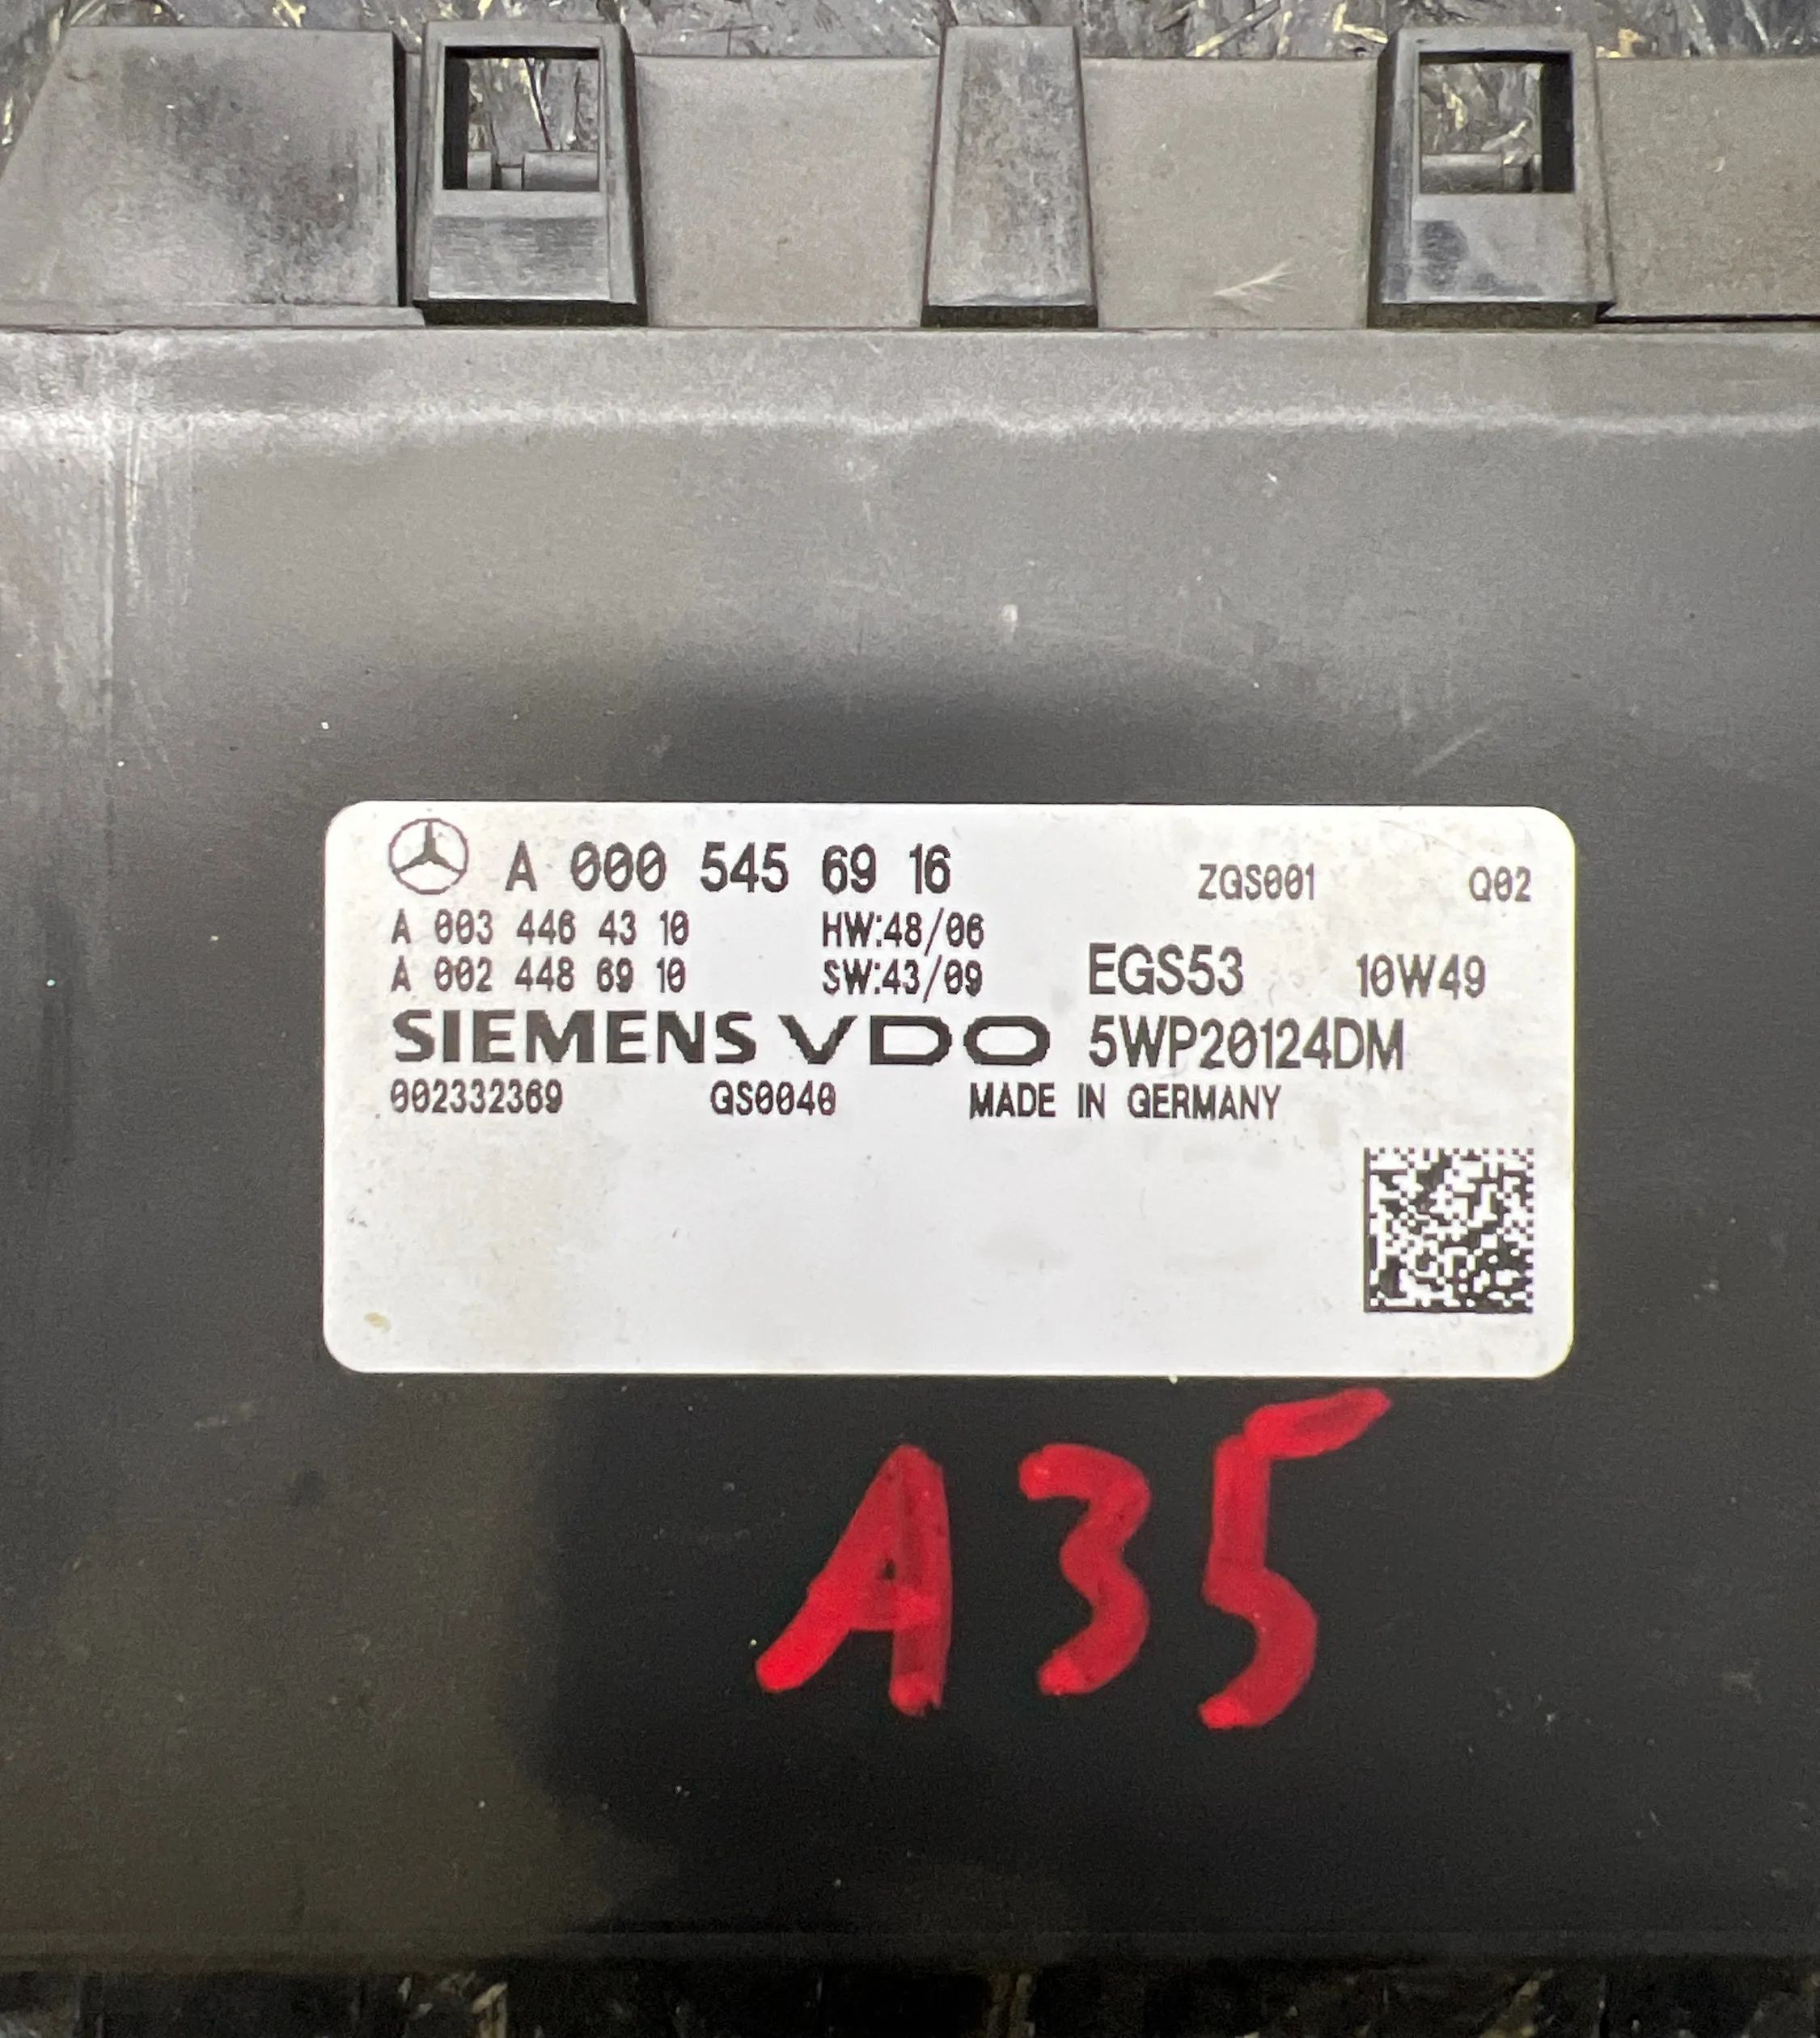 A 000 545 69 16 ZGS001 Q02
A 003 446 43 10 HW:48/06
A 002 448 69 10 SW:43/09 EGS53 10W49
SIEMENS VDO 5WP20124DM
002332369 QS0040 MADE IN GERMANY
A35